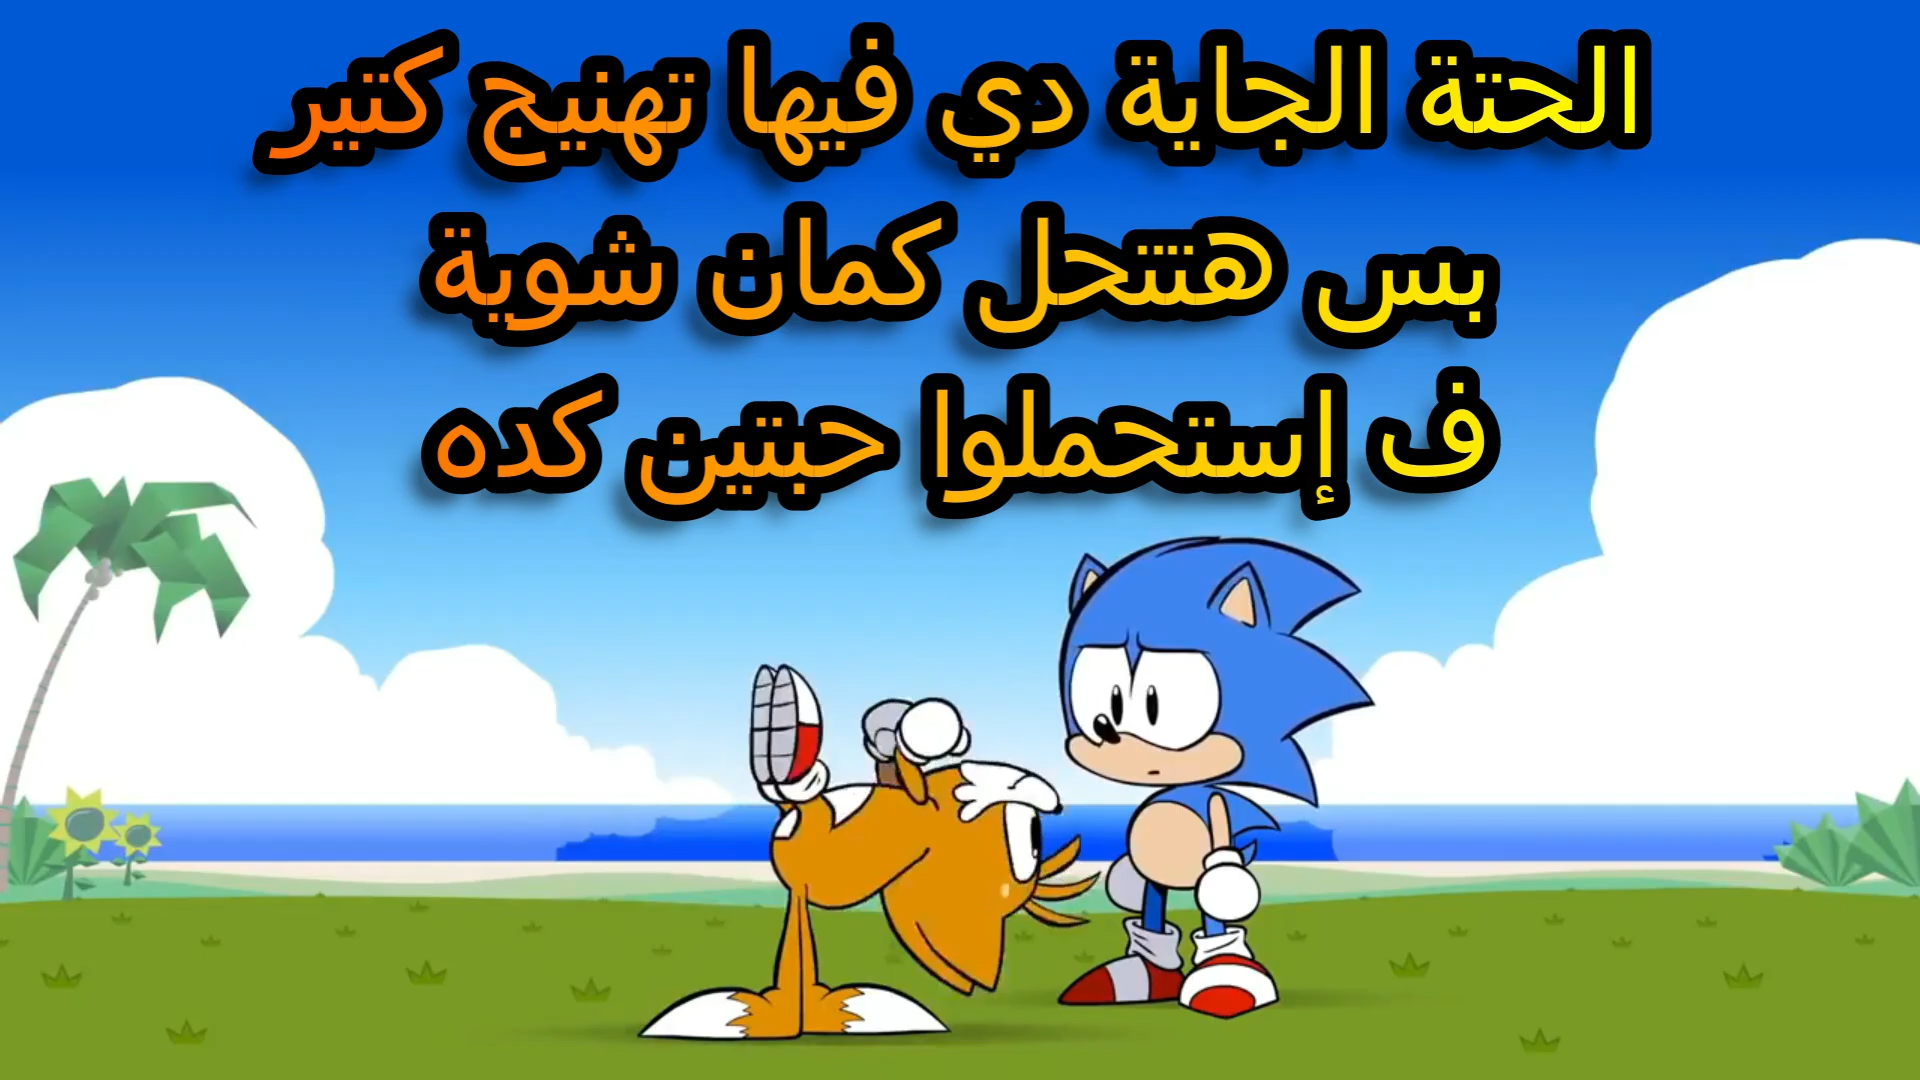 الحتة الجاية دي فيها تهنيج كتير
بس هتتحل كمان شوية
ف إستحملوا حبتين كده